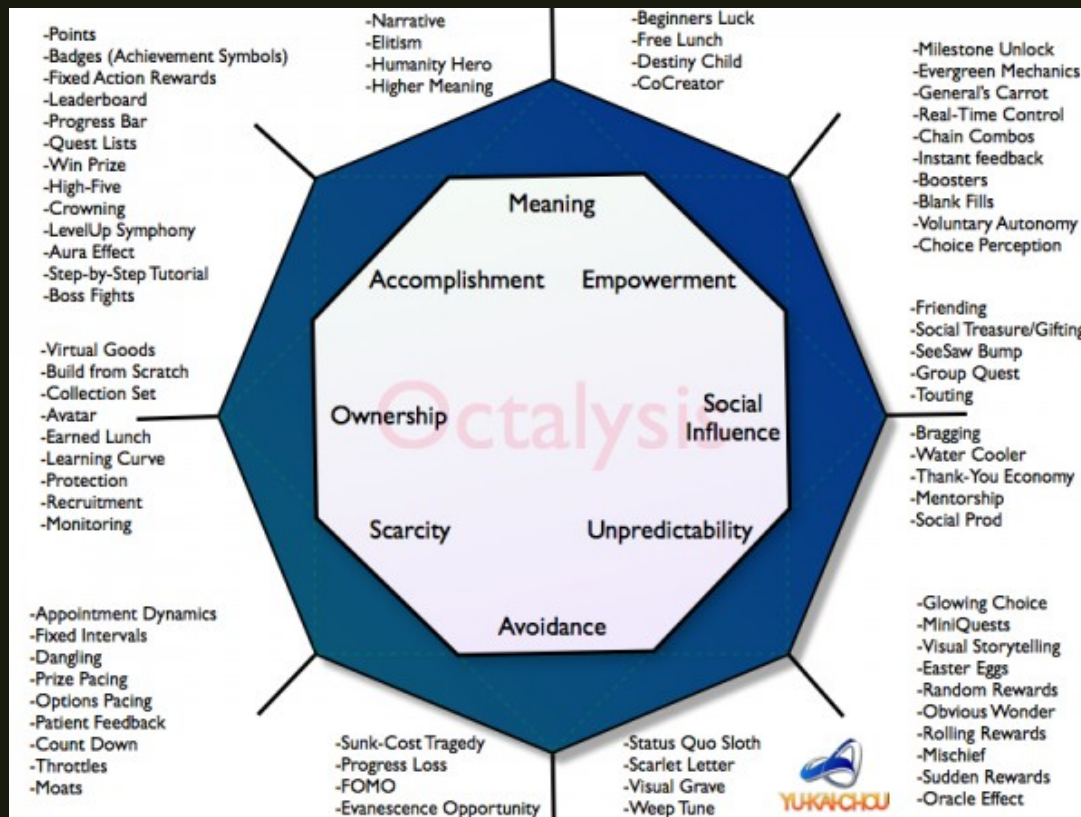 -Points
-Badges (Achievement Symbols)
-Fixed Action Rewards
-Leaderboard
-Progress Bar
-Quest Lists
-Win Prize
-High-Five
-Crowning
-LevelUp Symphony
-Aura Effect
-Step-by-Step Tutorial
-Boss Fights
-Narrative
-Elitism
-Humanity Hero
-Higher Meaning
-Beginners Luck
-Free Lunch
-Destiny Child
-CoCreator
-Milestone Unlock
-Evergreen Mechanics
-General's Carrot
-Real-Time Control
-Chain Combos
-Instant feedback
-Boosters
-Blank Fills
-Voluntary Autonomy
-Choice Perception
Meaning
Accomplishment
Empowerment
Ownership
Octalysis
Social
Influence
Scarcity
Unpredictability
Avoidance
-Virtual Goods
-Build from Scratch
-Collection Set
-Avatar
-Earned Lunch
-Learning Curve
-Protection
-Recruitment
-Monitoring
-Friending
-Social Treasure/Gifting
-SeeSaw Bump
-Group Quest
-Touting
-Bragging
-Water Cooler
-Thank-You Economy
-Mentorship
-Social Prod
-Appointment Dynamics
-Fixed Intervals
-Dangling
-Prize Pacing
-Options Pacing
-Patient Feedback
-Count Down
-Throttles
-Moats
-Sunk-Cost Tragedy
-Progress Loss
-FOMO
-Evanescence Opportunity
-Status Quo Sloth
-Scarlet Letter
-Visual Grave
-Weep Tune
YU-KAI-CHOU
-Glowing Choice
-MiniQuests
-Visual Storytelling
-Easter Eggs
-Random Rewards
-Obvious Wonder
-Rolling Rewards
-Mischief
-Sudden Rewards
-Oracle Effect